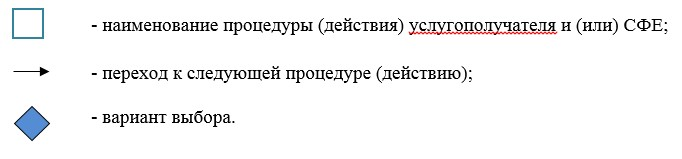 - наименование процедуры (действия) услугополучателя и (или) СФЕ;
- переход к следующей процедуре (действию);
- вариант выбора.